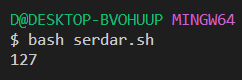 D@DESKTOP-BVOHUUP MINGW64
$ bash serdar.sh
127